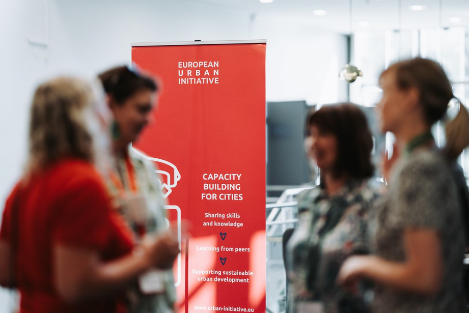 EUROPEAN
URBAN
INITIATIVE
CAPACITY
BUILDING
FOR CITIES
Sharing skills
and knowledge
Learning from peers
Supporting sustainable
urban development
www.urban-initiative.eu